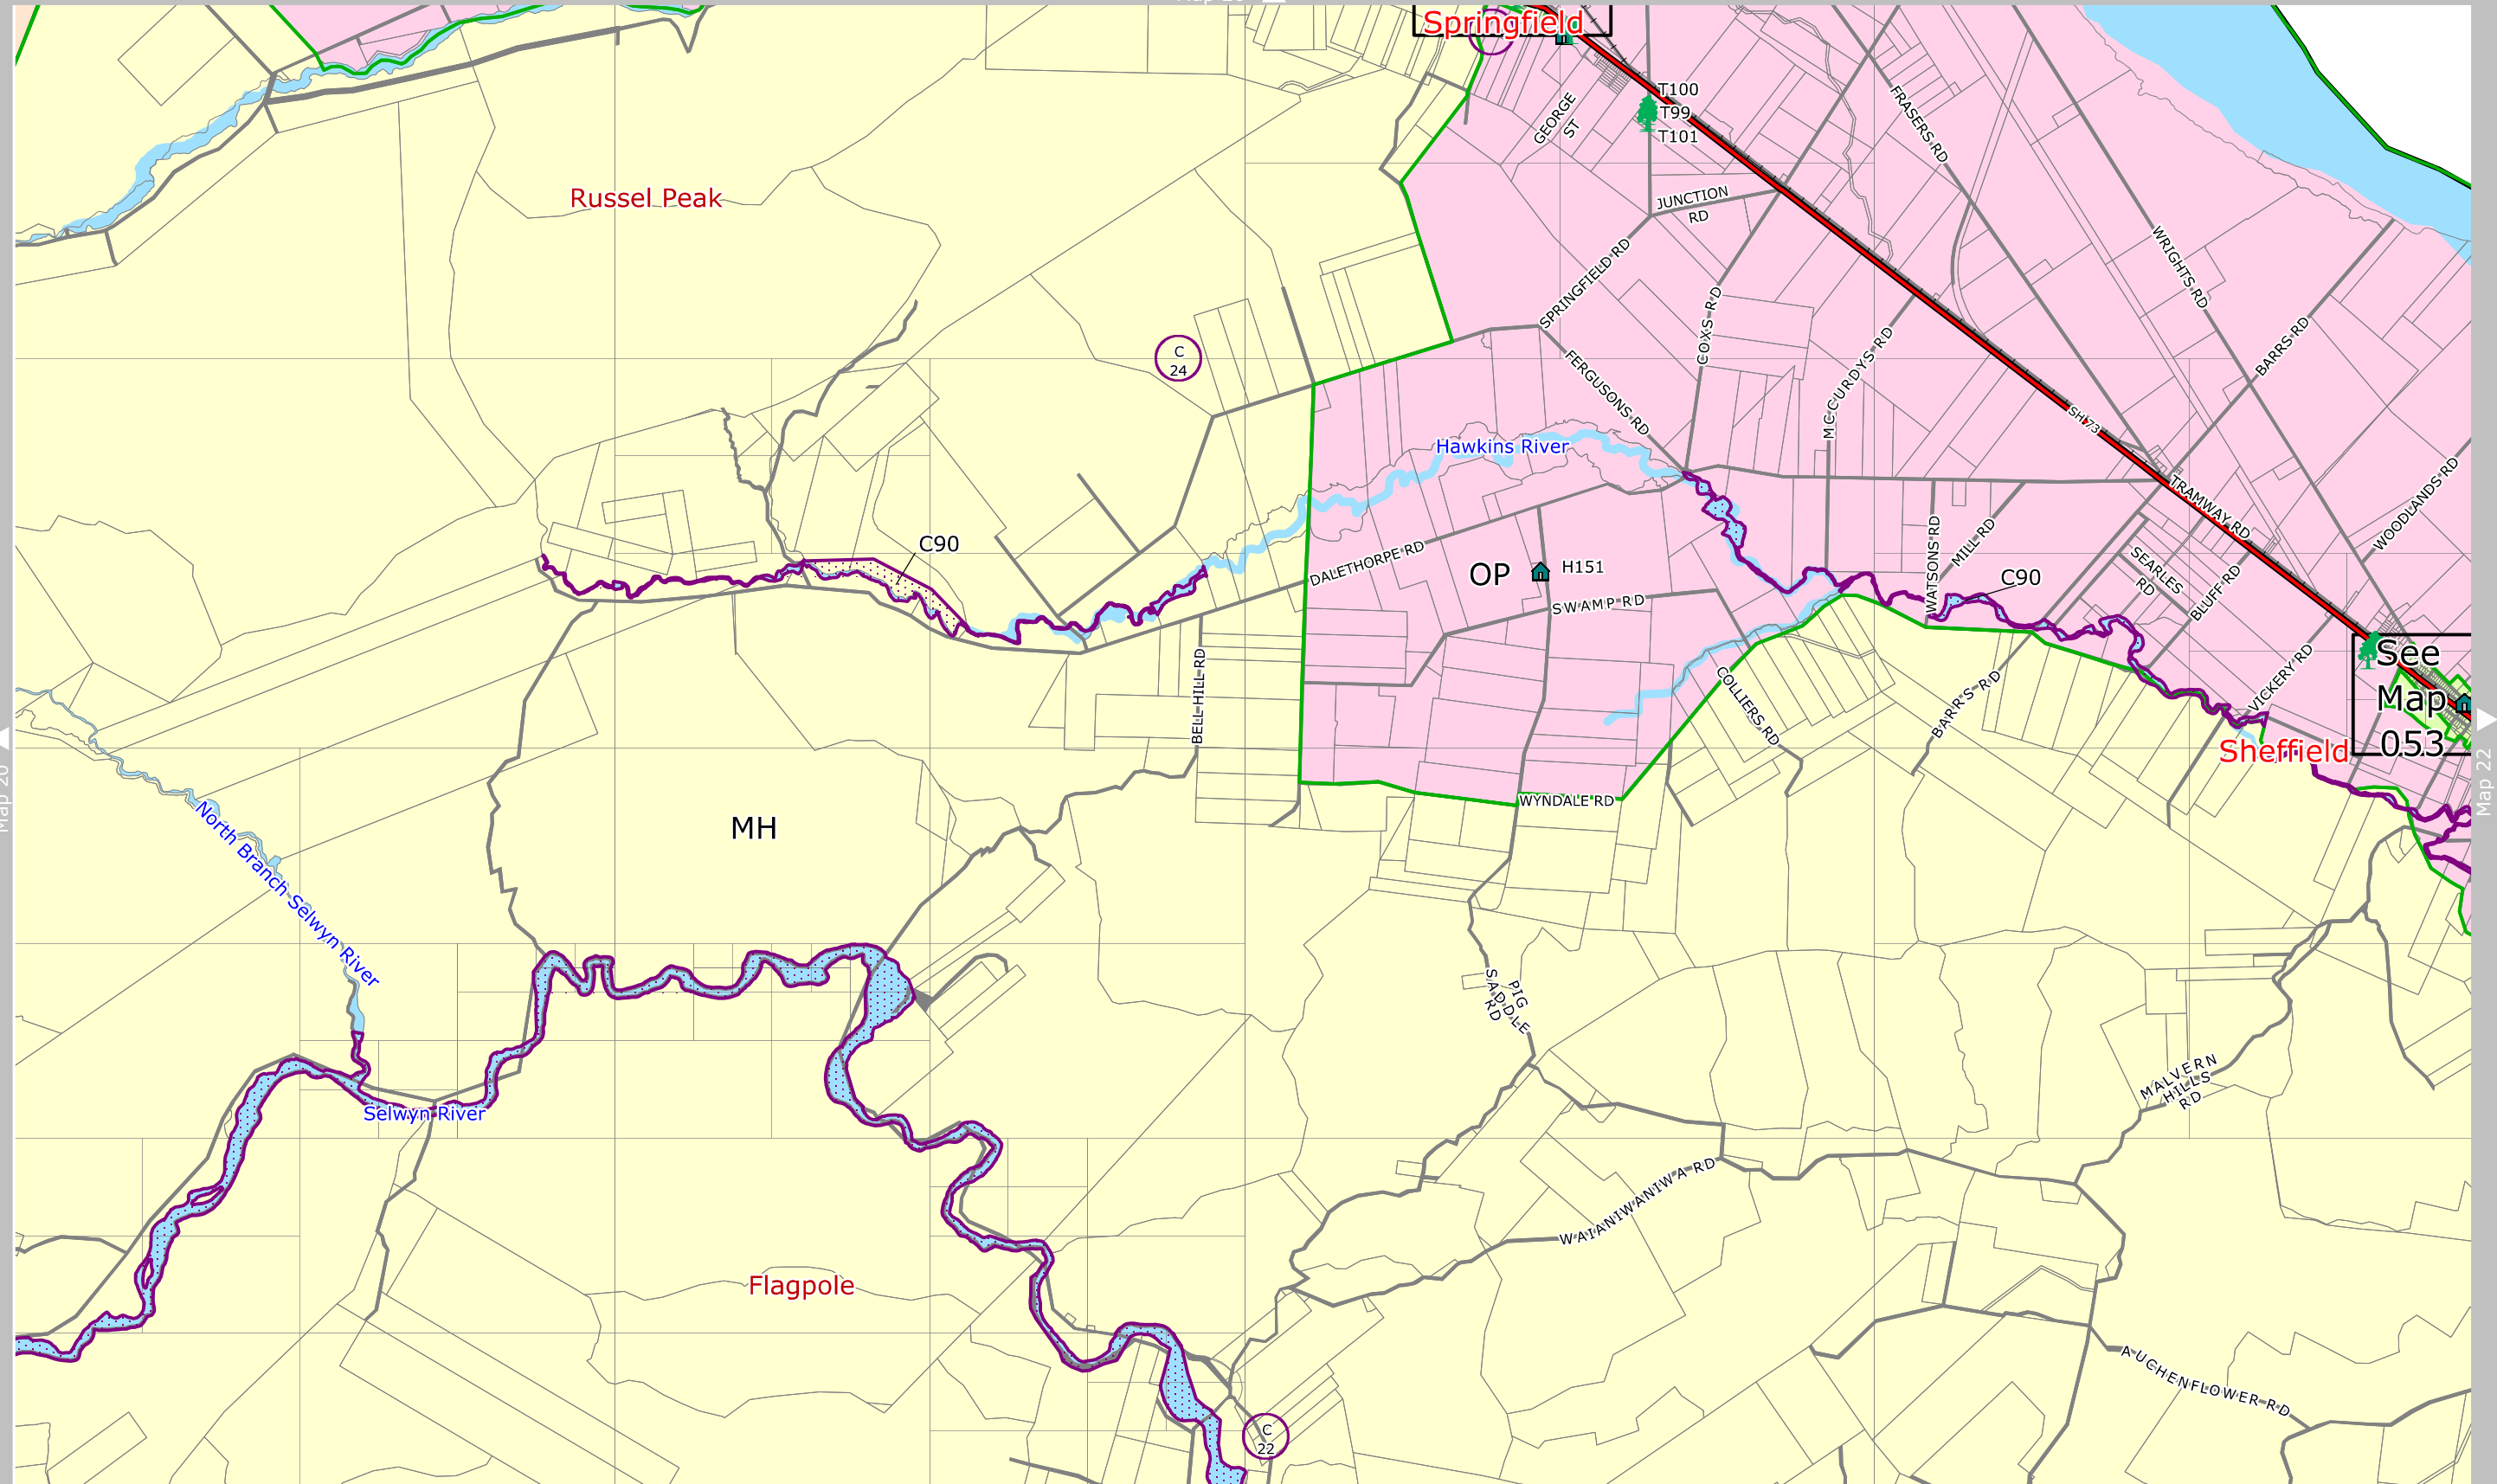 Springfield
T100
T99
T101
GEORGE
ST
FRASERS RD
Russel Peak
JUNCTION
RD
WRIGHTS RD
SPRINGFIELD RD
COXS RD
BARRS RD
C
24
FERGUSONS RD
MCCURDYS RD
SH 73
Hawkins River
TRAMWAY RD
WOODLANDS RD
C90
DALETHORPE RD
OP
H151
WATSONS RD
MILL RD
SEARLES
RD
BLUFF RD
C90
SWAMP RD
BELL HILL RD
COLLIERS RD
BARRS RD
VICKERY RD
See
Map
053
Sheffield
Map 20
Map 22
WYNDALE RD
MH
North Branch Selwyn River
PIG
SADDLE
RD
Selwyn River
MALVERN
HILLS
RD
WAIANIWANIWA RD
Flagpole
AUCHENFLOWER RD
C
22